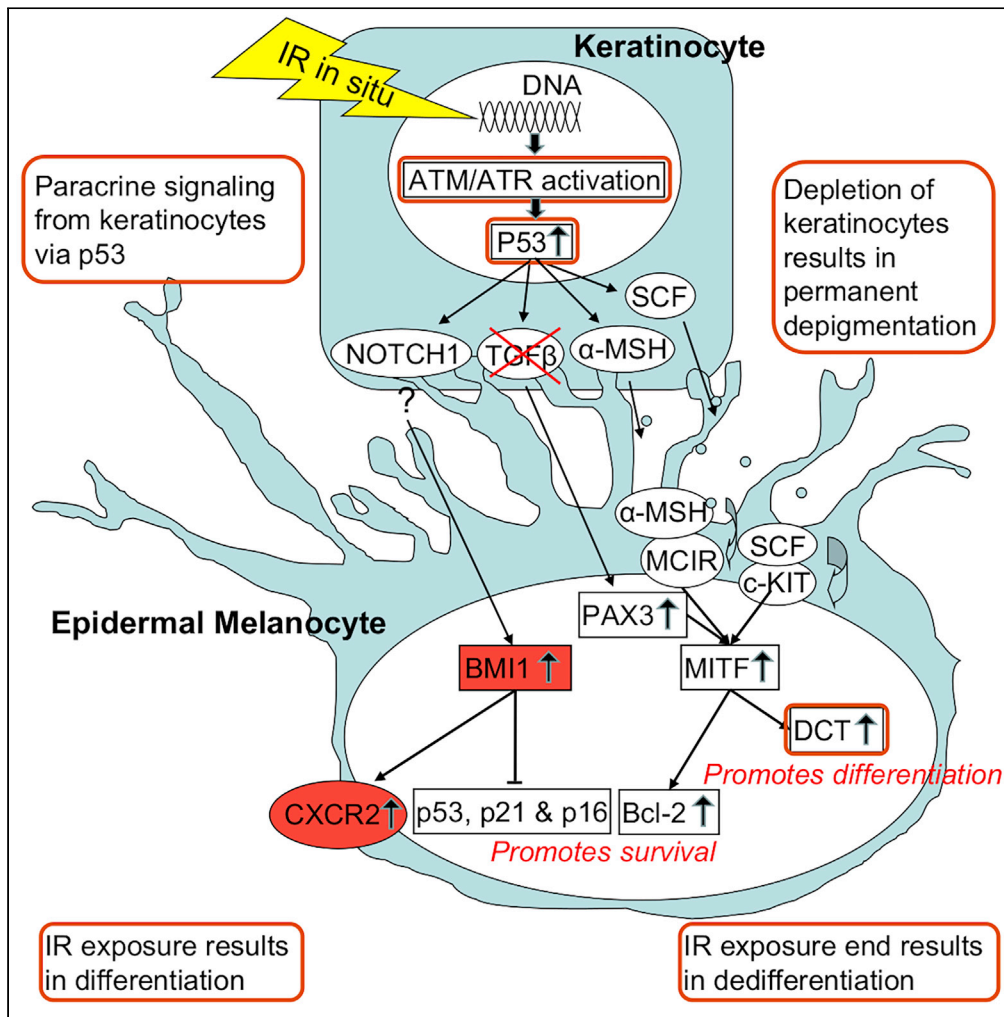 Keratinocyte
IR in situ
DNA
ATM/ATR activation
P53
Paracrine signaling
from keratinocytes
via p53
Depletion of
keratinocytes
results in
permanent
depigmentation
SCF
NOTCH1
TGFβ
α-MSH
?
α-MSH
MCIR
SCF
c-KIT
Epidermal Melanocyte
PAX3
BMI1
MITF
DCT
Promotes differentiation
CXCR2
p53, p21 & p16
Bcl-2
Promotes survival
IR exposure results
in differentiation
IR exposure end results
in dedifferentiation